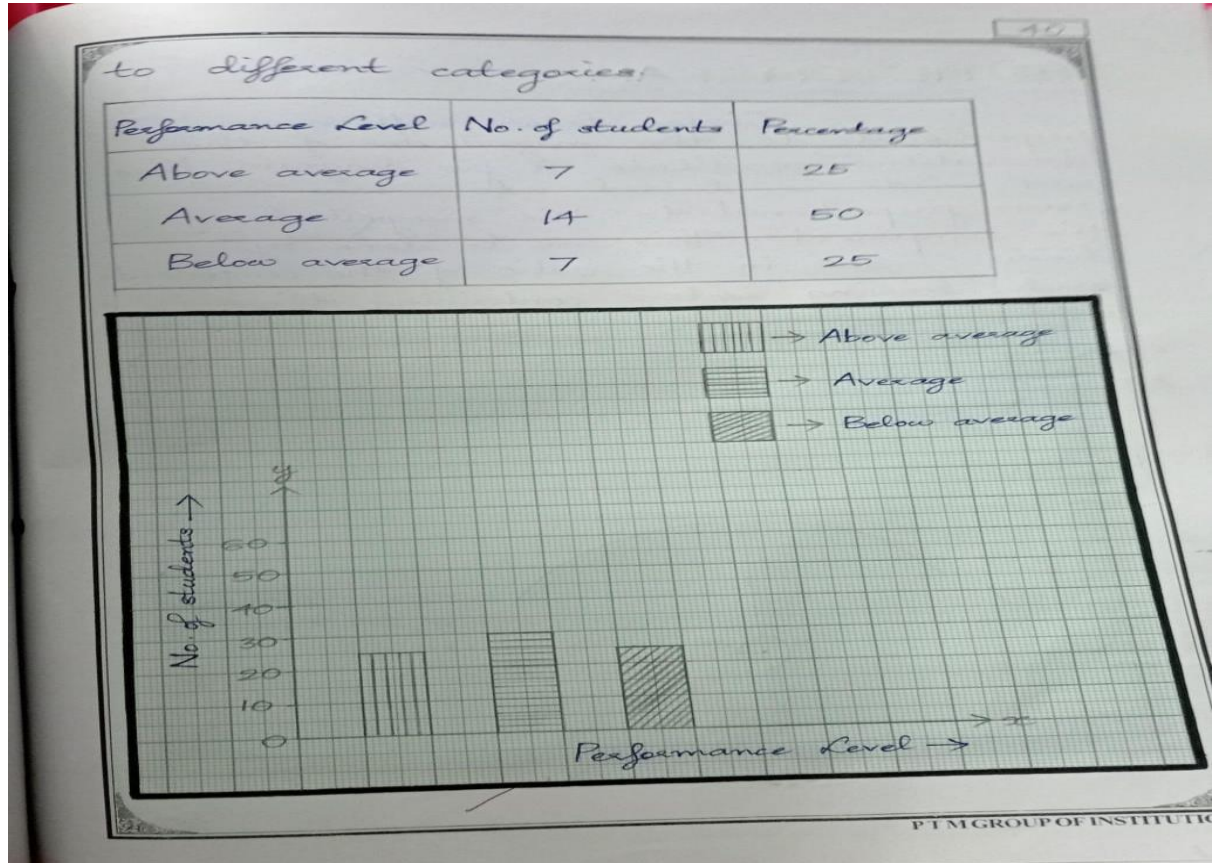 40
to different categories:
Performance Level No. of students Percentage
Above average 7 25
Average 14 50
Below average 7 25
→ Above average
→ Average
→ Below average
y
No. of students →
60
50
40
30
20
10
0
x
Performance Level →
P T M GROUP OF INSTITUTIO